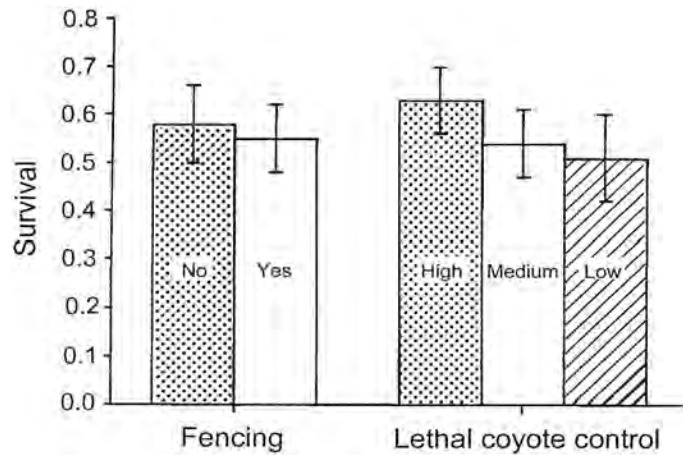 0.8
0.7
0.6
0.5
0.4
0.3
0.2
0.1
0.0
Survival
No
Yes
High
Medium
Low
Fencing
Lethal coyote control